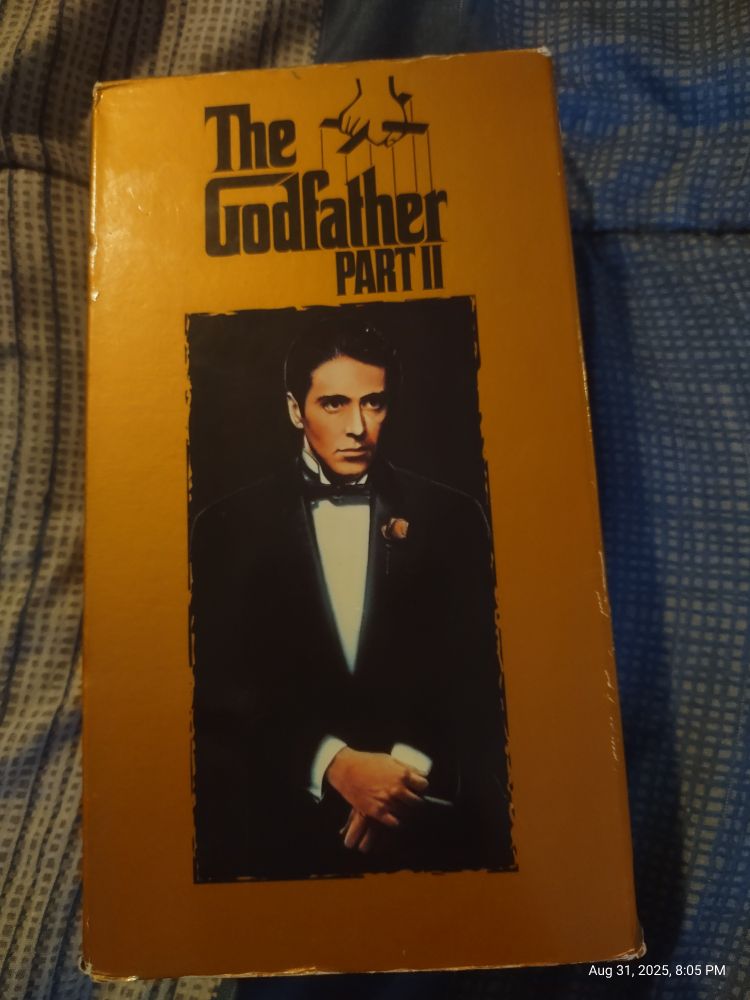 The
Godfather
PART II
Aug 31, 2025, 8:05 PM